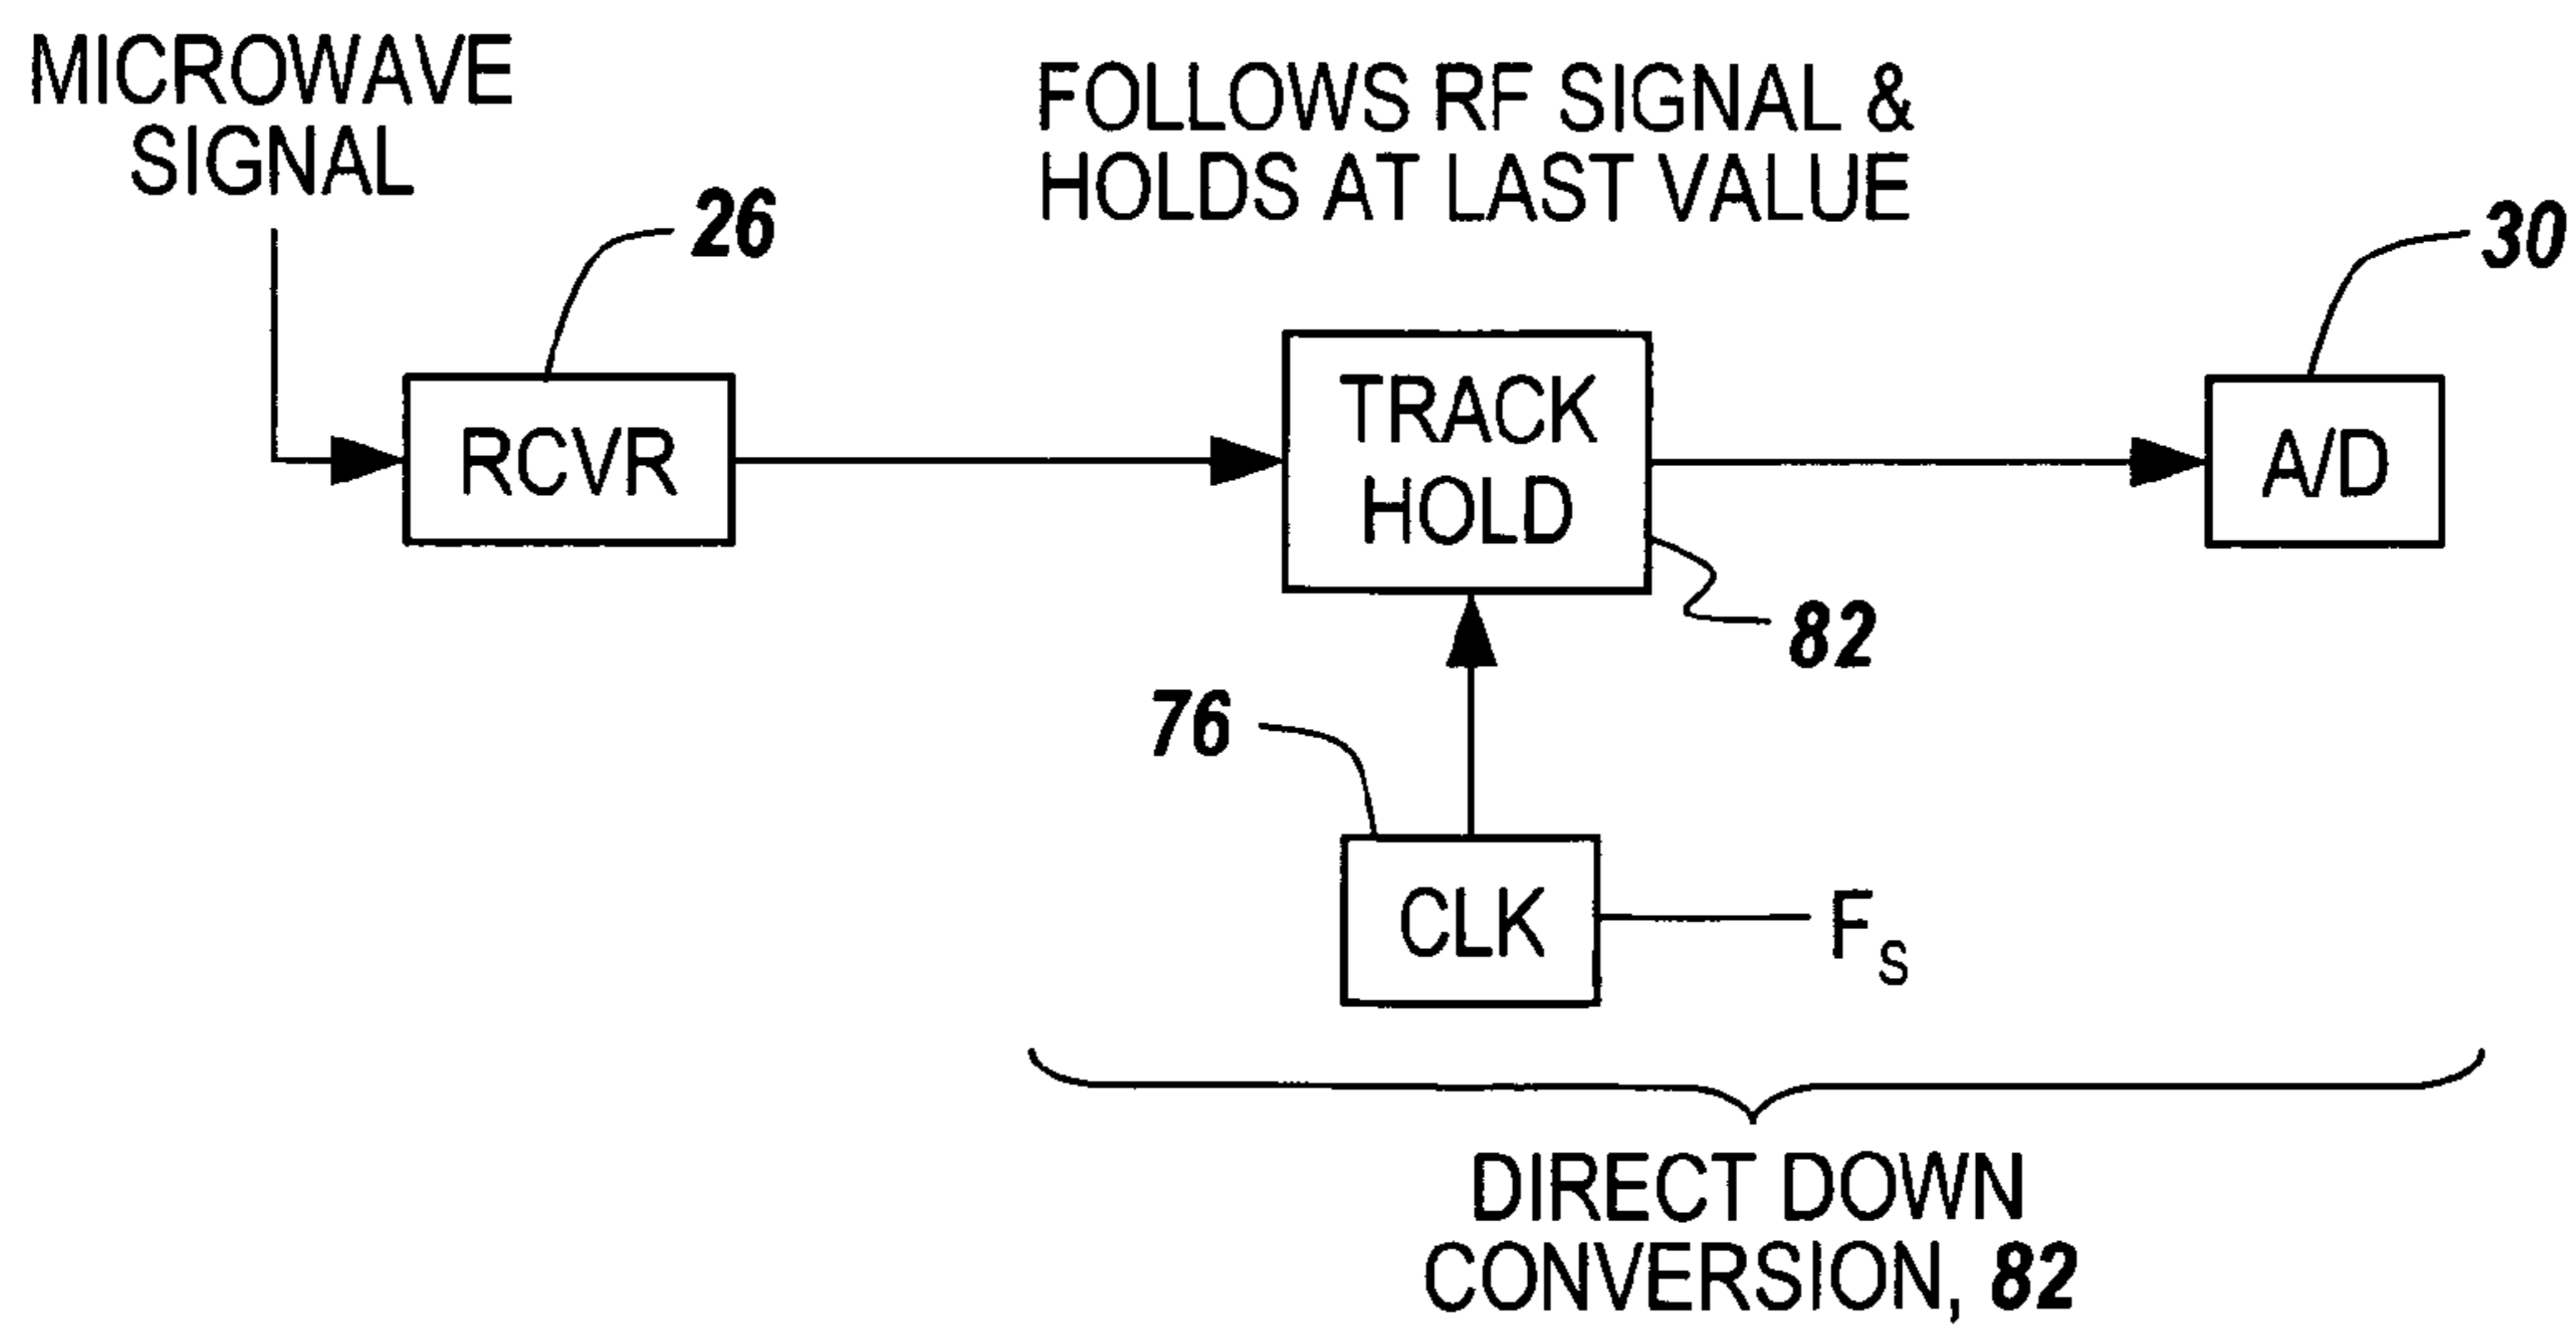 MICROWAVE
SIGNAL
FOLLOWS RF SIGNAL &
HOLDS AT LAST VALUE
26
30
RCVR
TRACK
HOLD
A/D
82
76
CLK
F_S
DIRECT DOWN
CONVERSION, 82